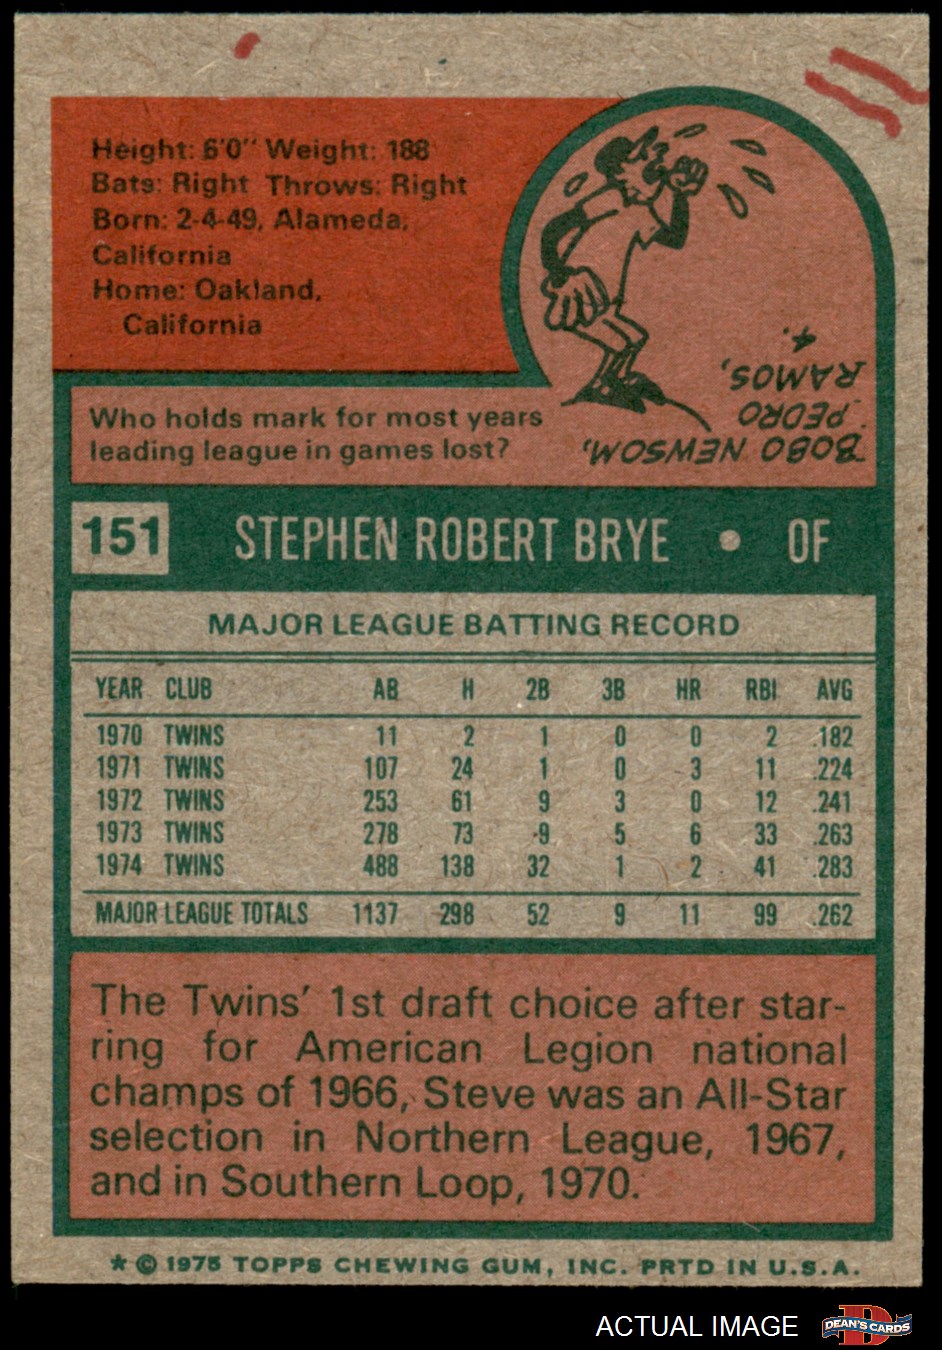 Height: 6'0" Weight: 188
Bats: Right Throws: Right
Born: 2-4-49, Alameda,
California
Home: Oakland,
California
Who holds mark for most years
leading league in games lost?
BOBO NEWSOM,
PEDRO
RAMOS,
4.
151 STEPHEN ROBERT BRYE • OF
MAJOR LEAGUE BATTING RECORD
YEAR CLUB AB H 2B 3B HR RBI AVG
1970 TWINS 11 2 1 0 0 2 .182
1971 TWINS 107 24 1 0 3 11 .224
1972 TWINS 253 61 9 3 0 12 .241
1973 TWINS 278 73 9 5 6 33 .263
1974 TWINS 488 138 32 1 2 41 .283
MAJOR LEAGUE TOTALS 1137 298 52 9 11 99 .262
The Twins' 1st draft choice after star-
ring for American Legion national
champs of 1966, Steve was an All-Star
selection in Northern League, 1967,
and in Southern Loop, 1970.
* © 1975 TOPPS CHEWING GUM, INC. PRTD IN U.S.A.
ACTUAL IMAGE
DEAN'S CARDS